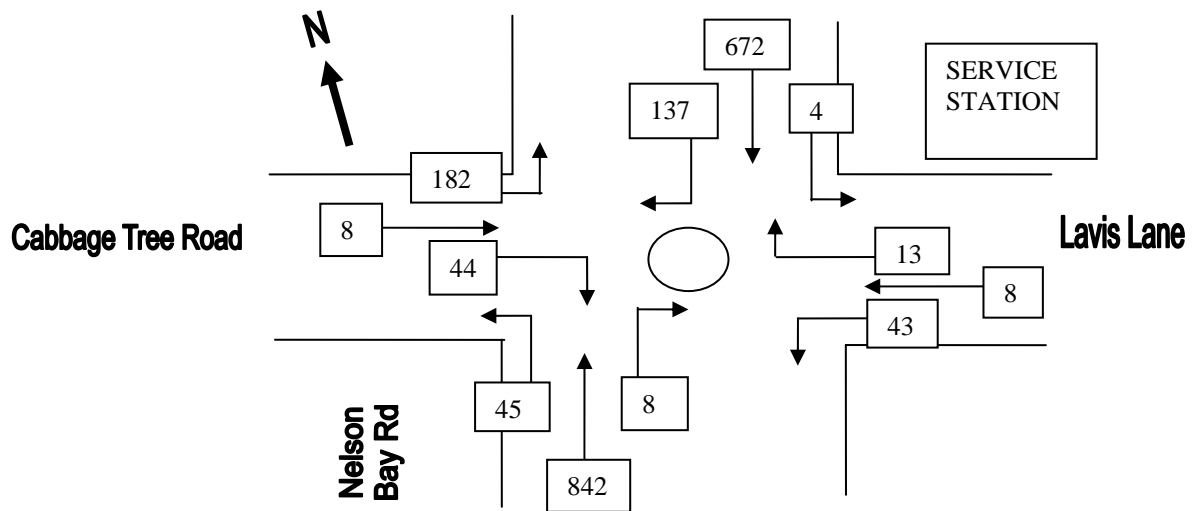 N
672
SERVICE
STATION
137
4
182
8
Cabbage Tree Road
Lavis Lane
44
13
8
43
45
8
Nelson
Bay Rd
842